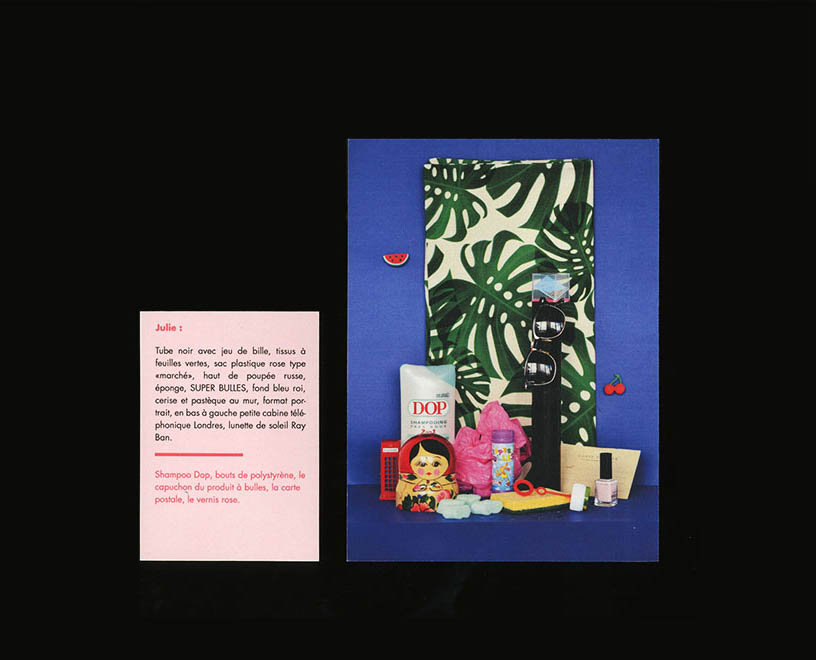 Julie :
Tube noir avec jeu de bille, tissus à
feuilles vertes, sac plastique rose type
«marché», haut de poupée russe,
éponge, SUPER BULLES, fond bleu roi,
cerise et pastèque au mur, format por-
trait, en bas à gauche petite cabine télé-
phonique Londres, lunette de soleil Ray
Ban.
Shampoo Dop, bouts de polystyrène, le
capuchon du produit à bulles, la carte
postale, le vernis rose.
DOP
SHAMPOOING
TRÈS DOUX
2en1